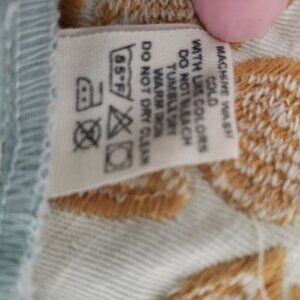 MACHINE WASH
COLD
WITH LIKE COLORS
DO NOT BLEACH
TUMBLE DRY
WARM IRON
DO NOT DRY CLEAN
85°F